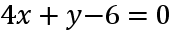 4x + y−6 = 0